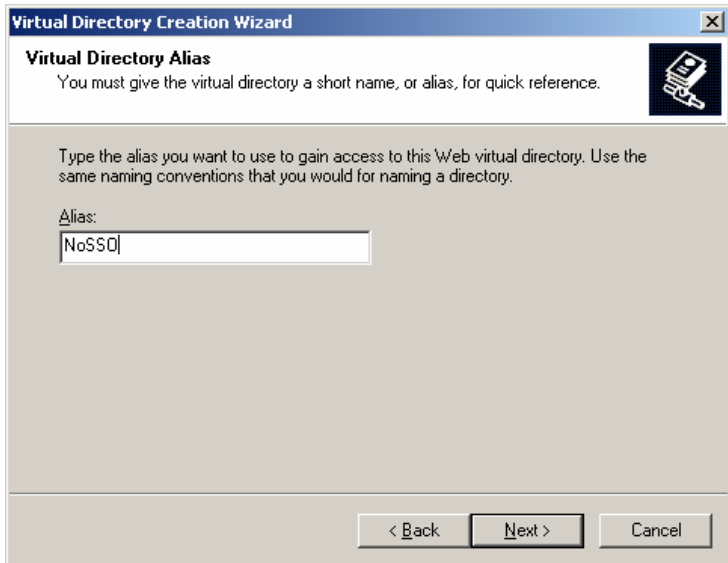 Virtual Directory Creation Wizard
Virtual Directory Alias
You must give the virtual directory a short name, or alias, for quick reference.
Type the alias you want to use to gain access to this Web virtual directory. Use the
same naming conventions that you would for naming a directory.
Alias:
NoSSO
< Back
Next >
Cancel